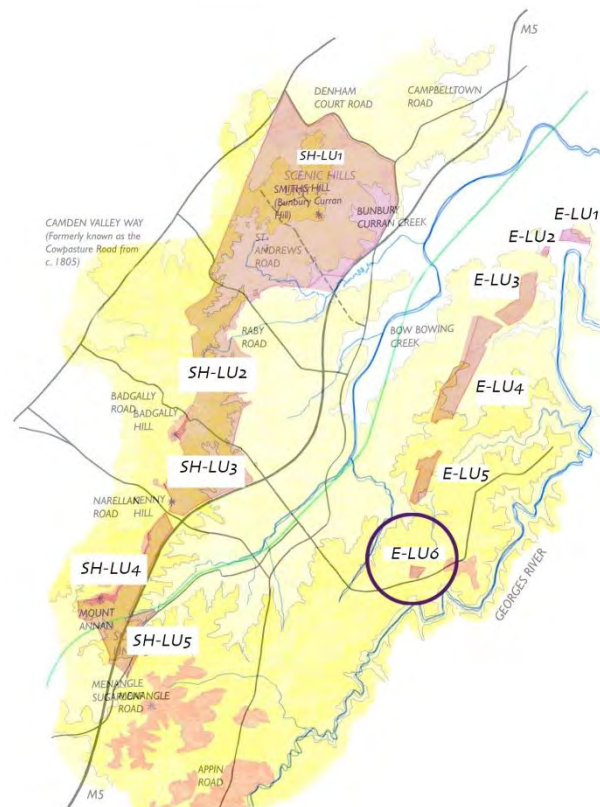 M5
DENHAM
COURT ROAD
CAMPBELLTOWN
ROAD
SH-LU1
SCENIC HILLS
SMITHS HILL
(Bunbury Curran
Hill)
BUNBURY
CURRAN CREEK
CAMDEN VALLEY WAY
(Formerly known as the
Cowpasture Road from
c. 1805)
ST
ANDREWS
ROAD
E-LU1
E-LU2
E-LU3
RABY
ROAD
BOW BOWING
CREEK
SH-LU2
E-LU4
BADGALLY
ROAD
BADGALLY
HILL
SH-LU3
E-LU5
NARELLAN
ROAD
KENNY
HILL
E-LU6
SH-LU4
GEORGES RIVER
MOUNT
ANNAN
SH-LU5
MENANGLE
SUGARLOAF
MENANGLE
ROAD
APPIN
ROAD
M5